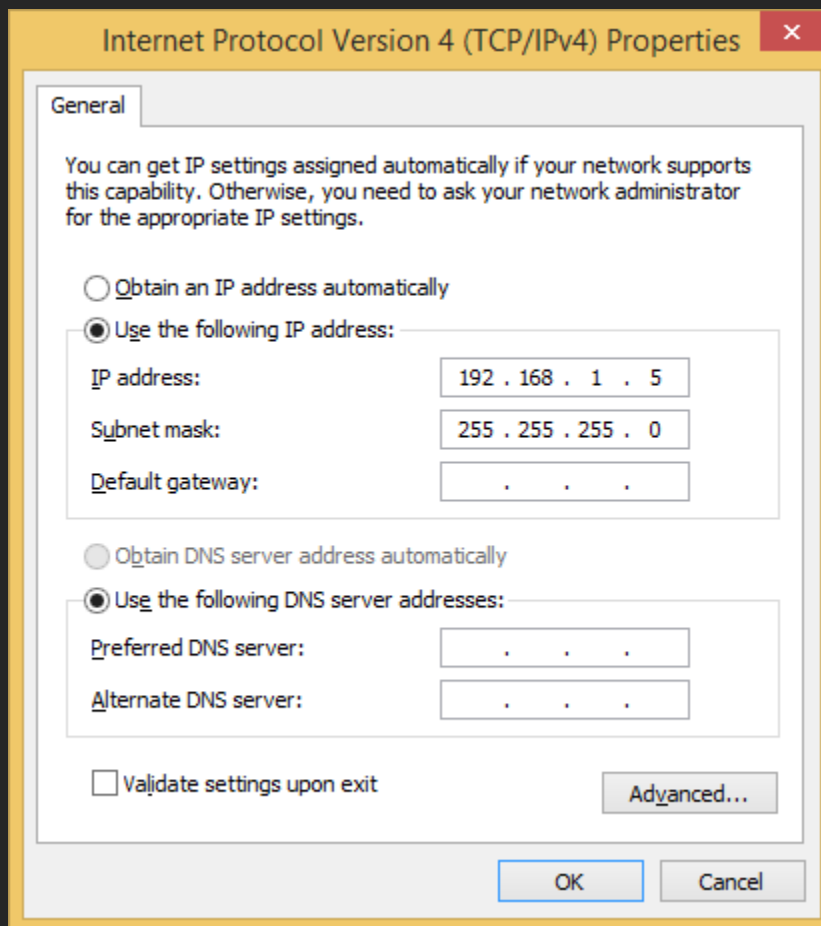 Internet Protocol Version 4 (TCP/IPv4) Properties
General
You can get IP settings assigned automatically if your network supports
this capability. Otherwise, you need to ask your network administrator
for the appropriate IP settings.
Obtain an IP address automatically
Use the following IP address:
IP address: 192 . 168 . 1 . 5
Subnet mask: 255 . 255 . 255 . 0
Default gateway: . . .
Obtain DNS server address automatically
Use the following DNS server addresses:
Preferred DNS server: . . .
Alternate DNS server: . . .
Validate settings upon exit
Advanced...
OK Cancel